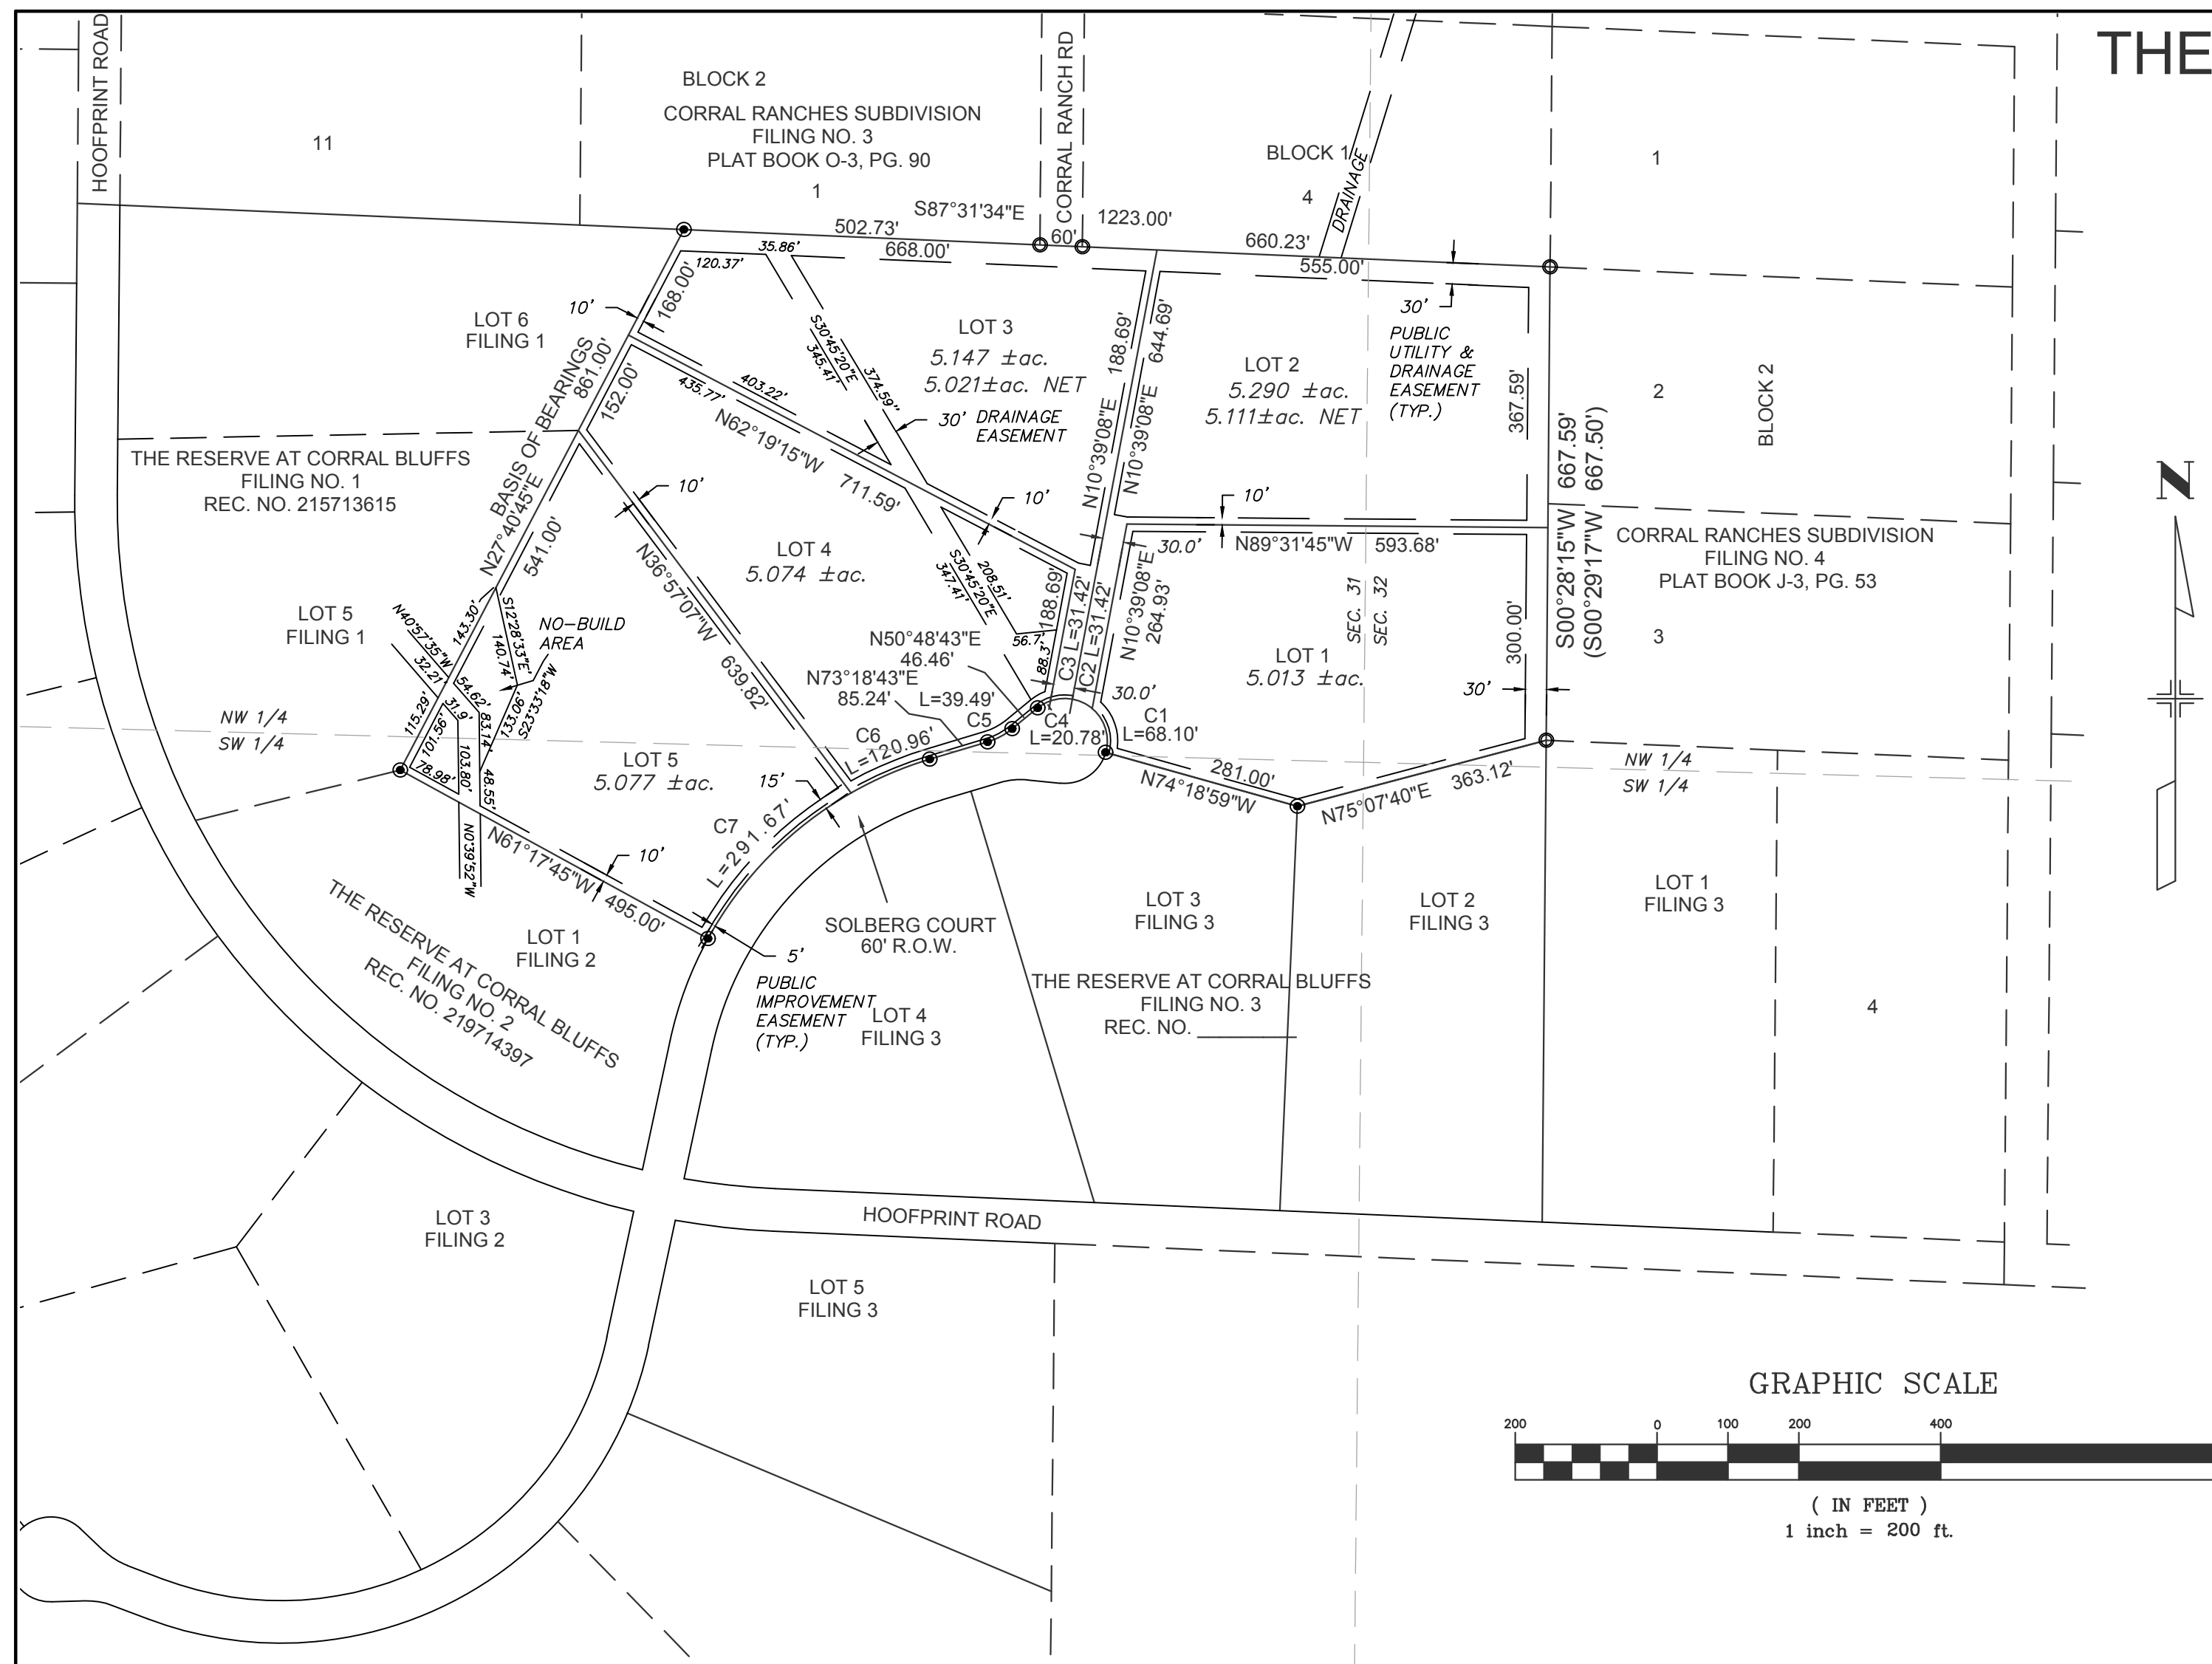 THE
HOOFPRINT ROAD
BLOCK 2
CORRAL RANCHES SUBDIVISION
FILING NO. 3
PLAT BOOK O-3, PG. 90
11
1
CORRAL RANCH RD
BLOCK 1
4
DRAINAGE
1
S87°31'34"E
1223.00'
502.73'
60'
660.23'
668.00'
555.00'
35.86'
120.37'
168.00'
10'
LOT 6
FILING 1
BASIS OF BEARINGS
N27°40'45"E
861.00'
152.00'
541.00'
LOT 3
5.147 ±ac.
5.021±ac. NET
S30°45'20"E
345.41'
374.59"
403.22'
435.77'
N62°19'15"W
711.59'
30' DRAINAGE
EASEMENT
10'
N10°39'08"E 188.69'
N10°39'08"E 644.69'
LOT 2
5.290 ±ac.
5.111±ac. NET
30'
PUBLIC
UTILITY &
DRAINAGE
EASEMENT
(TYP.)
367.59'
S00°28'15"W 667.59'
(S00°29'17"W 667.50')
2
BLOCK 2
CORRAL RANCHES SUBDIVISION
FILING NO. 4
PLAT BOOK J-3, PG. 53
3
N
THE RESERVE AT CORRAL BLUFFS
FILING NO. 1
REC. NO. 215713615
10'
LOT 4
5.074 ±ac.
N36°57'07"W 639.82'
10'
30.0'
N89°31'45"W 593.68'
N10°39'08"E
264.93'
SEC. 31
SEC. 32
300.00'
LOT 1
5.013 ±ac.
30'
LOT 5
FILING 1
143.30'
N40°57'35"W
32.21'
S12°28'33"E'
140.74'
NO-BUILD
AREA
54.62'
31.9'
83.14'
133.06'
S23°33'18"W
115.29'
101.56'
103.80'
78.98'
48.55'
N0°39'52"W
S30°45'20"E
347.41'
208.51'
188.69'
56.7'
88.3'
C3 L=31.42'
C2 L=31.42'
N50°48'43"E
46.46'
N73°18'43"E
85.24'
L=39.49'
30.0'
C5
C4
L=20.78'
C1
L=68.10'
C6
L=120.96'
NW 1/4
SW 1/4
LOT 5
5.077 ±ac.
15'
C7
L=291.67'
281.00'
N74°18'59"W
N75°07'40"E 363.12'
NW 1/4
SW 1/4
N61°17'45"W 495.00'
10'
5'
PUBLIC
IMPROVEMENT
EASEMENT
(TYP.)
SOLBERG COURT
60' R.O.W.
LOT 1
FILING 2
THE RESERVE AT CORRAL BLUFFS
FILING NO. 2
REC. NO. 219714397
LOT 3
FILING 3
LOT 2
FILING 3
LOT 1
FILING 3
THE RESERVE AT CORRAL BLUFFS
FILING NO. 3
REC. NO.
LOT 4
FILING 3
4
HOOFPRINT ROAD
LOT 3
FILING 2
LOT 5
FILING 3
GRAPHIC SCALE
200 0 100 200 400
( IN FEET )
1 inch = 200 ft.